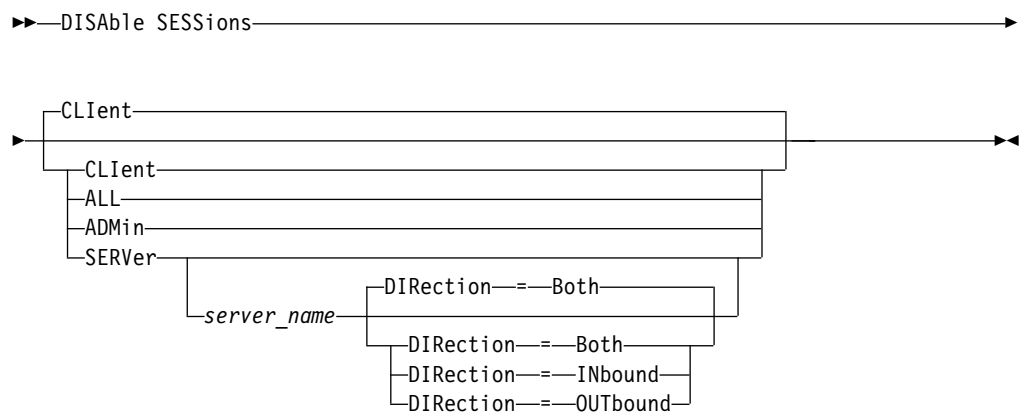 DISAble SESSions
CLIent
CLIent
ALL
ADMin
SERVer
DIRection = Both
server_name
DIRection = Both
DIRection = INbound
DIRection = OUTbound